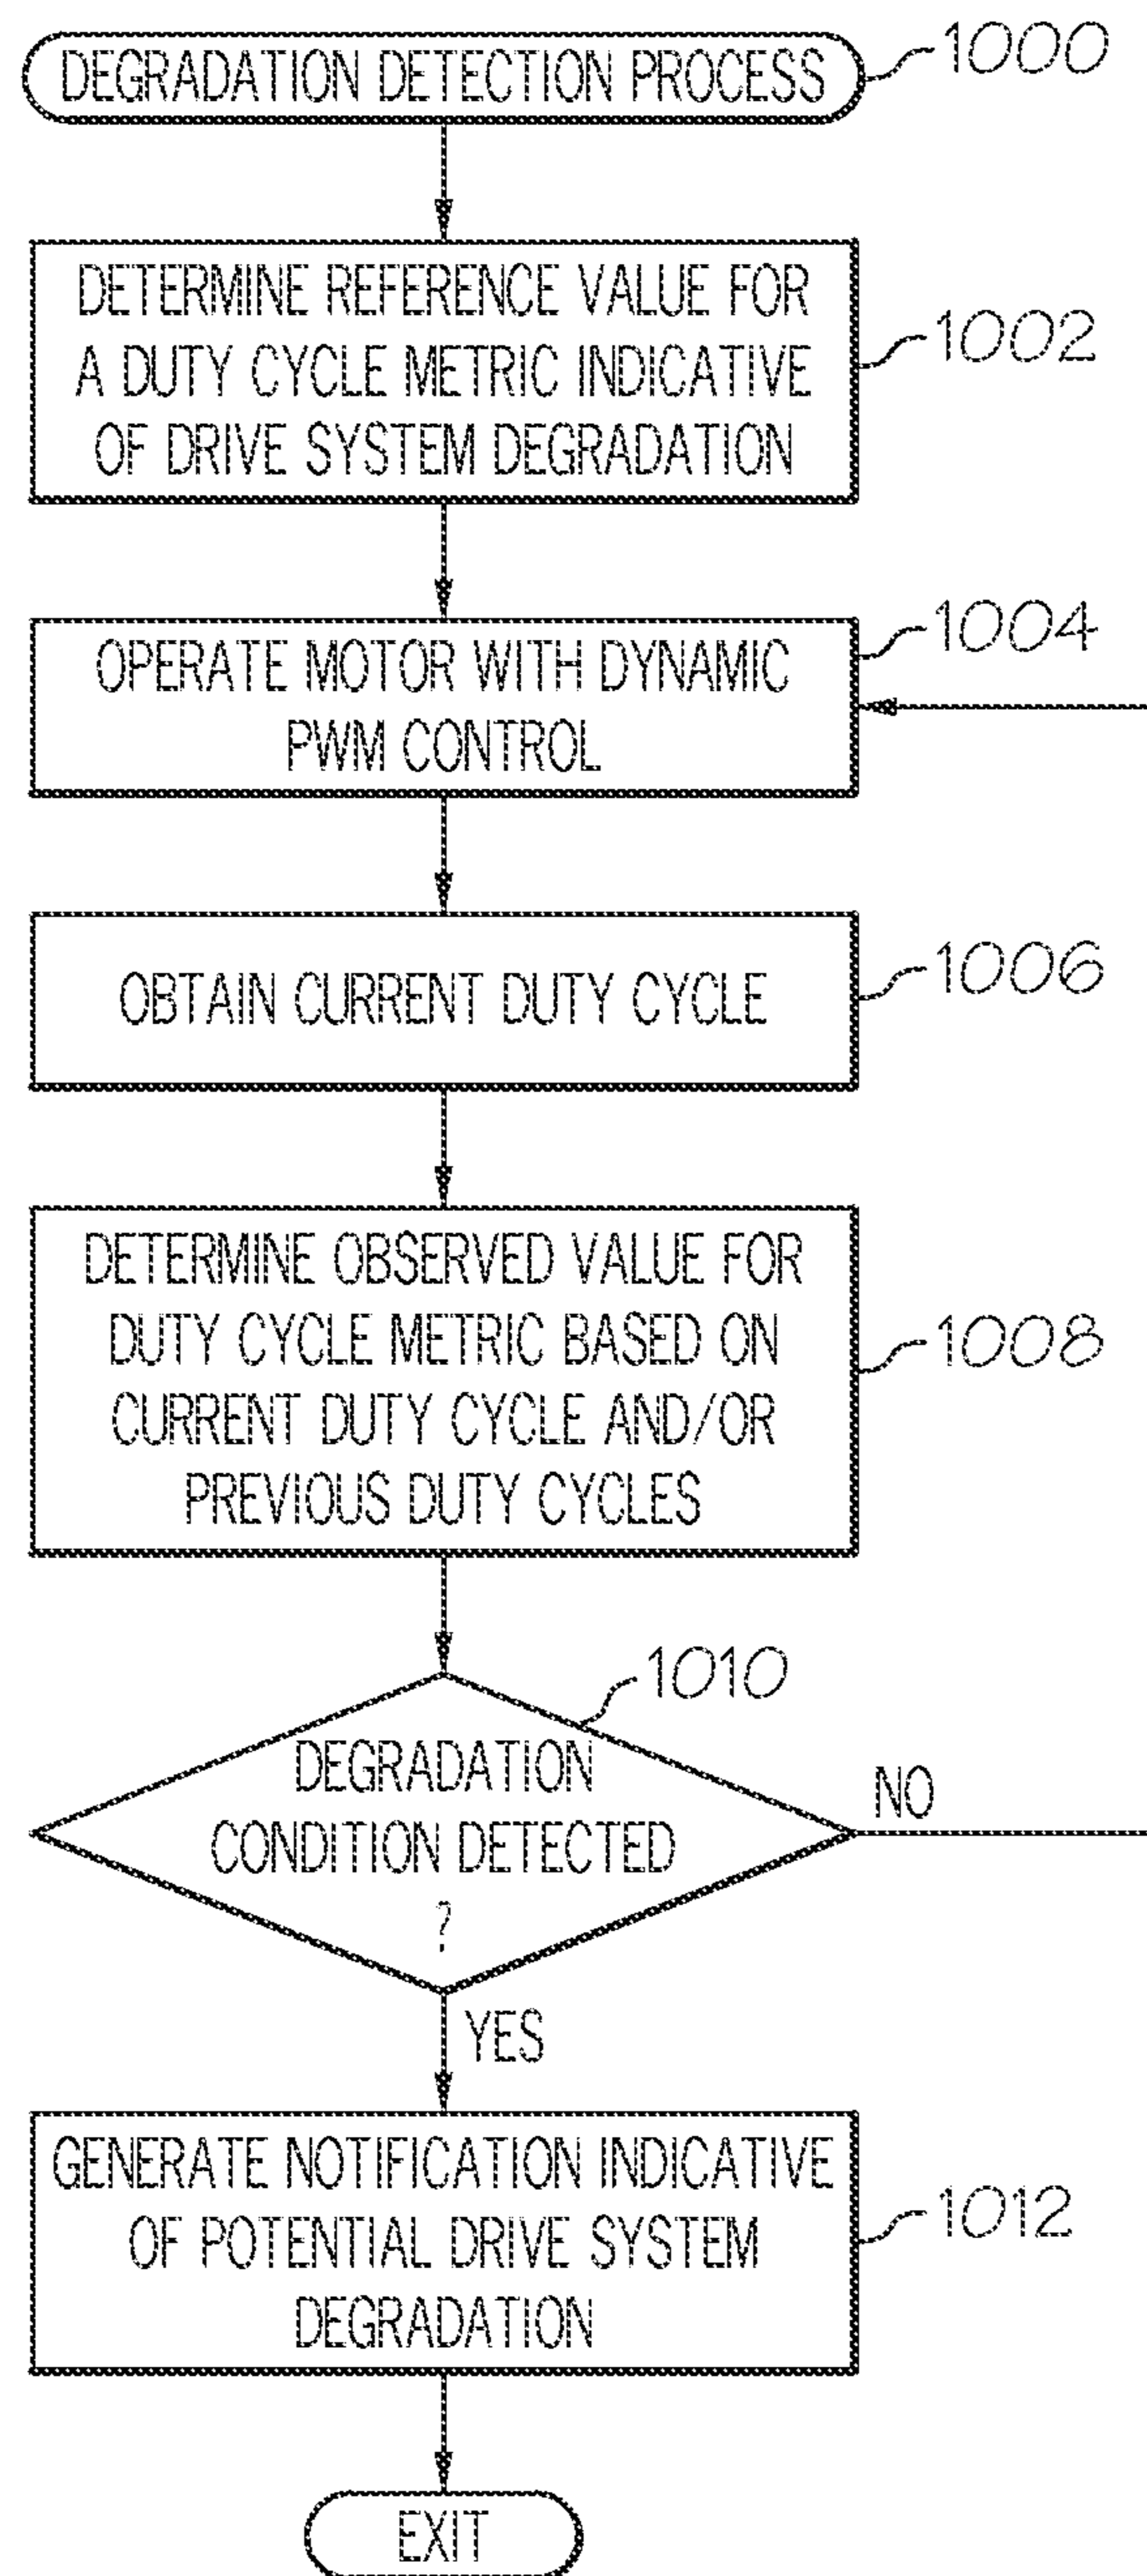 DEGRADATION DETECTION PROCESS
1000
DETERMINE REFERENCE VALUE FOR
A DUTY CYCLE METRIC INDICATIVE
OF DRIVE SYSTEM DEGRADATION
1002
OPERATE MOTOR WITH DYNAMIC
PWM CONTROL
1004
OBTAIN CURRENT DUTY CYCLE
1006
DETERMINE OBSERVED VALUE FOR
DUTY CYCLE METRIC BASED ON
CURRENT DUTY CYCLE AND/OR
PREVIOUS DUTY CYCLES
1008
1010
DEGRADATION
CONDITION DETECTED
?
NO
YES
GENERATE NOTIFICATION INDICATIVE
OF POTENTIAL DRIVE SYSTEM
DEGRADATION
1012
EXIT